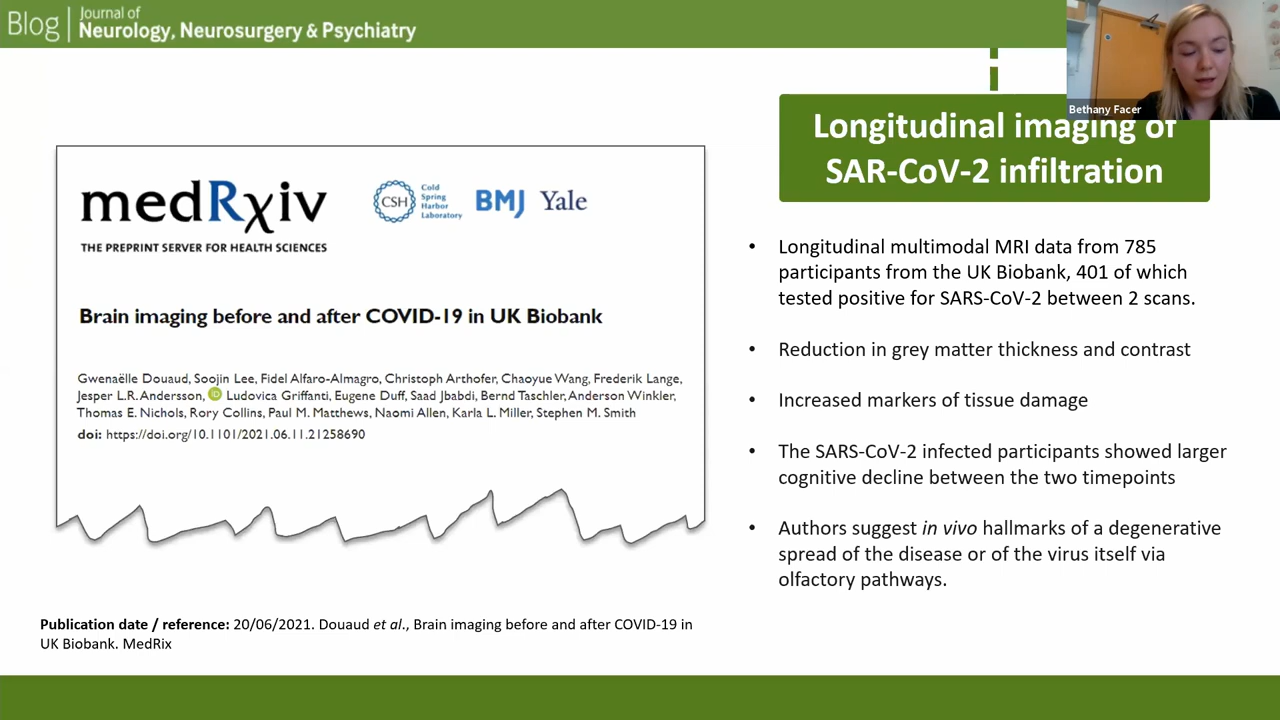 Blog | Journal of
Neurology, Neurosurgery & Psychiatry
Bethany Facer
Longitudinal imaging of
SAR-CoV-2 infiltration
medRxiv
THE PREPRINT SERVER FOR HEALTH SCIENCES
CSH
Cold
Spring
Harbor
Laboratory
BMJ
Yale
Brain imaging before and after COVID-19 in UK Biobank
Gwenaëlle Douaud, Soojin Lee, Fidel Alfaro-Almagro, Christoph Arthofer, Chaoyue Wang, Frederik Lange,
Jesper L.R. Andersson, iD Ludovica Griffanti, Eugene Duff, Saad Jbabdi, Bernd Taschler, Anderson Winkler,
Thomas E. Nichols, Rory Collins, Paul M. Matthews, Naomi Allen, Karla L. Miller, Stephen M. Smith
doi: https://doi.org/10.1101/2021.06.11.21258690
Publication date / reference: 20/06/2021. Douaud et al., Brain imaging before and after COVID-19 in
UK Biobank. MedRix
• Longitudinal multimodal MRI data from 785
participants from the UK Biobank, 401 of which
tested positive for SARS-CoV-2 between 2 scans.
• Reduction in grey matter thickness and contrast
• Increased markers of tissue damage
• The SARS-CoV-2 infected participants showed larger
cognitive decline between the two timepoints
• Authors suggest in vivo hallmarks of a degenerative
spread of the disease or of the virus itself via
olfactory pathways.